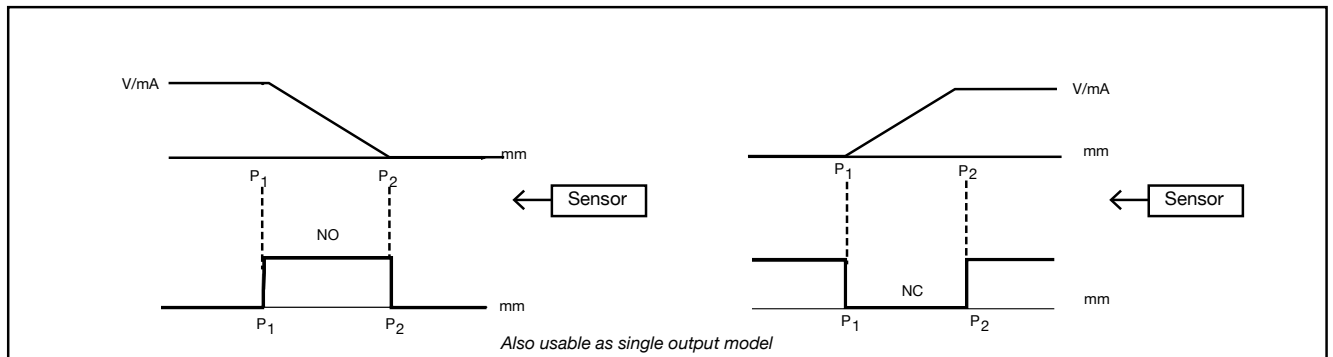 V/mA
mm
P1 P2
Sensor
NO
mm
P1 P2
V/mA
mm
P1 P2
Sensor
NC
mm
P1 P2
Also usable as single output model